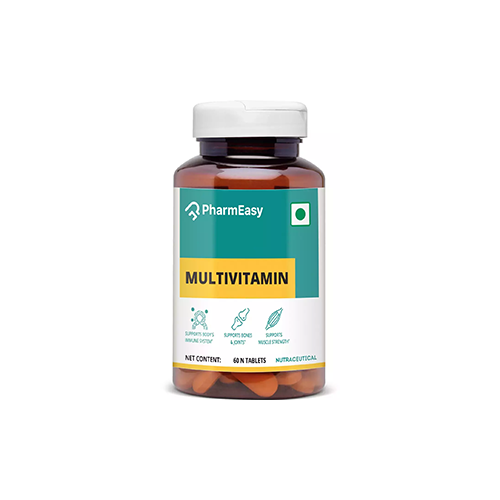 PharmEasy
MULTIVITAMIN
SUPPORTS BODY'S
IMMUNE SYSTEM*
SUPPORTS BONES
& JOINTS*
SUPPORTS
MUSCLE STRENGTH*
NET CONTENT: 60 N TABLETS NUTRACEUTICAL